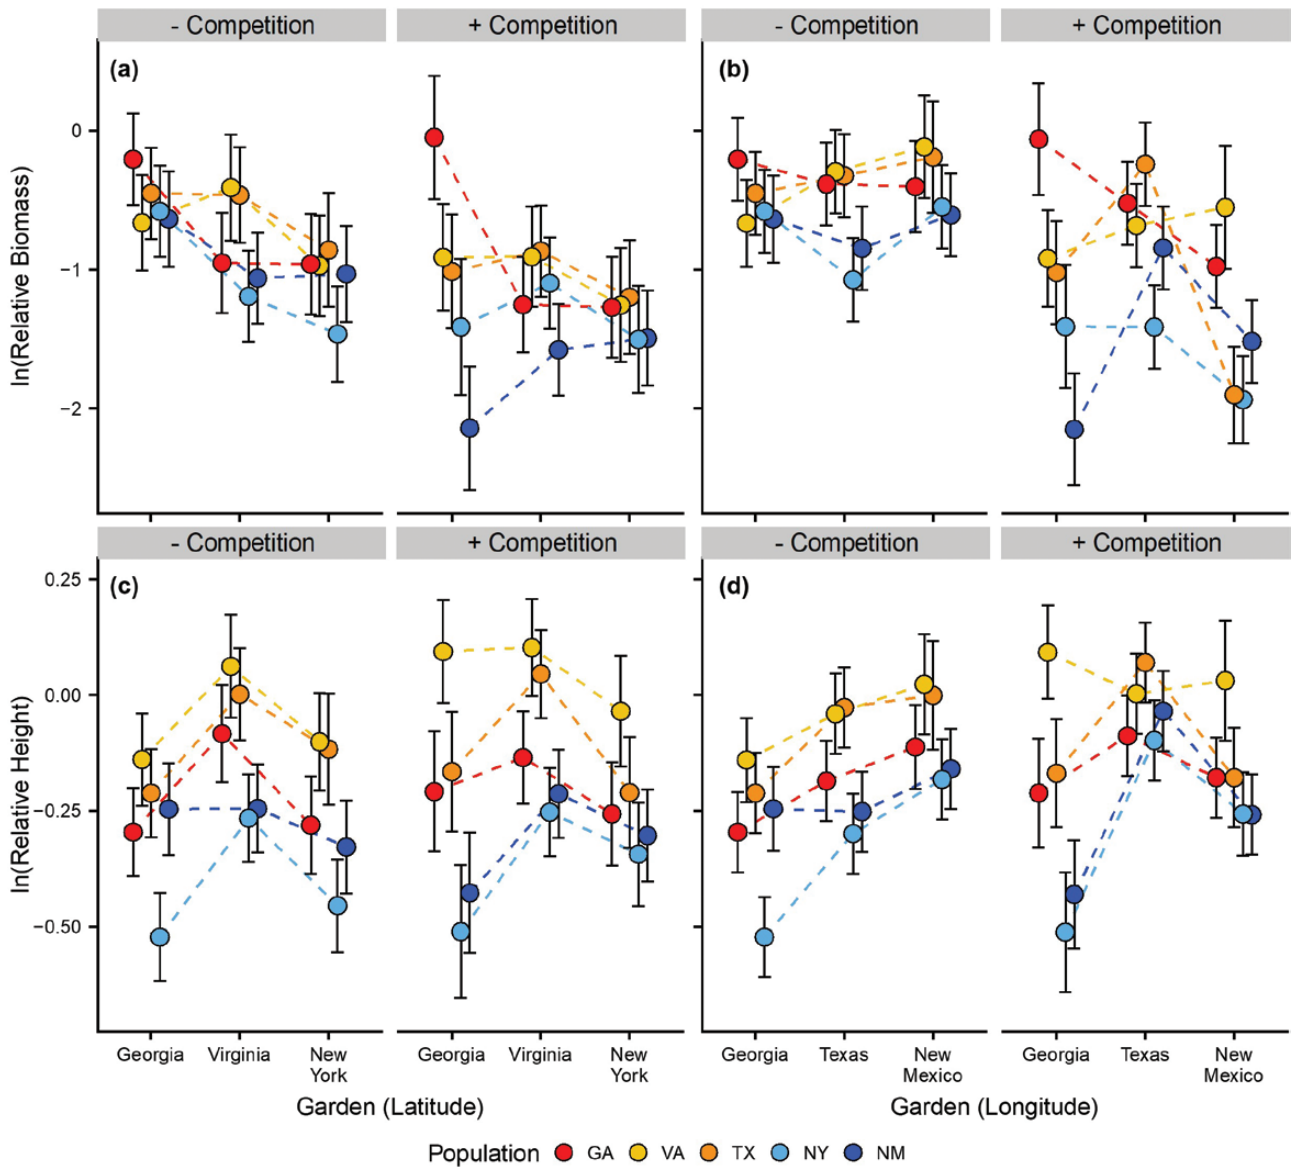 - Competition
+ Competition
- Competition
+ Competition
(a)
(b)
ln(Relative Biomass)
0
−1
−2
- Competition
+ Competition
- Competition
+ Competition
(c)
(d)
ln(Relative Height)
0.25
0.00
−0.25
−0.50
Georgia Virginia New York
Georgia Virginia New York
Georgia Texas New Mexico
Georgia Texas New Mexico
Garden (Latitude)
Garden (Longitude)
Population GA VA TX NY NM